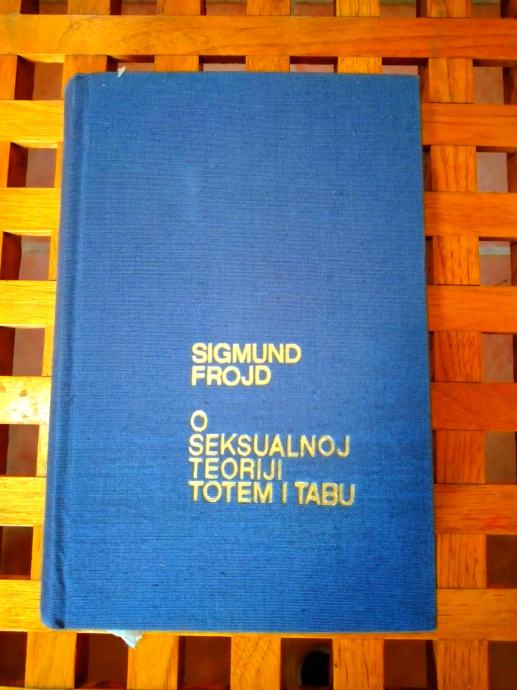 SIGMUND
FROJD
O
SEKSUALNOJ
TEORIJI
TOTEM I TABU